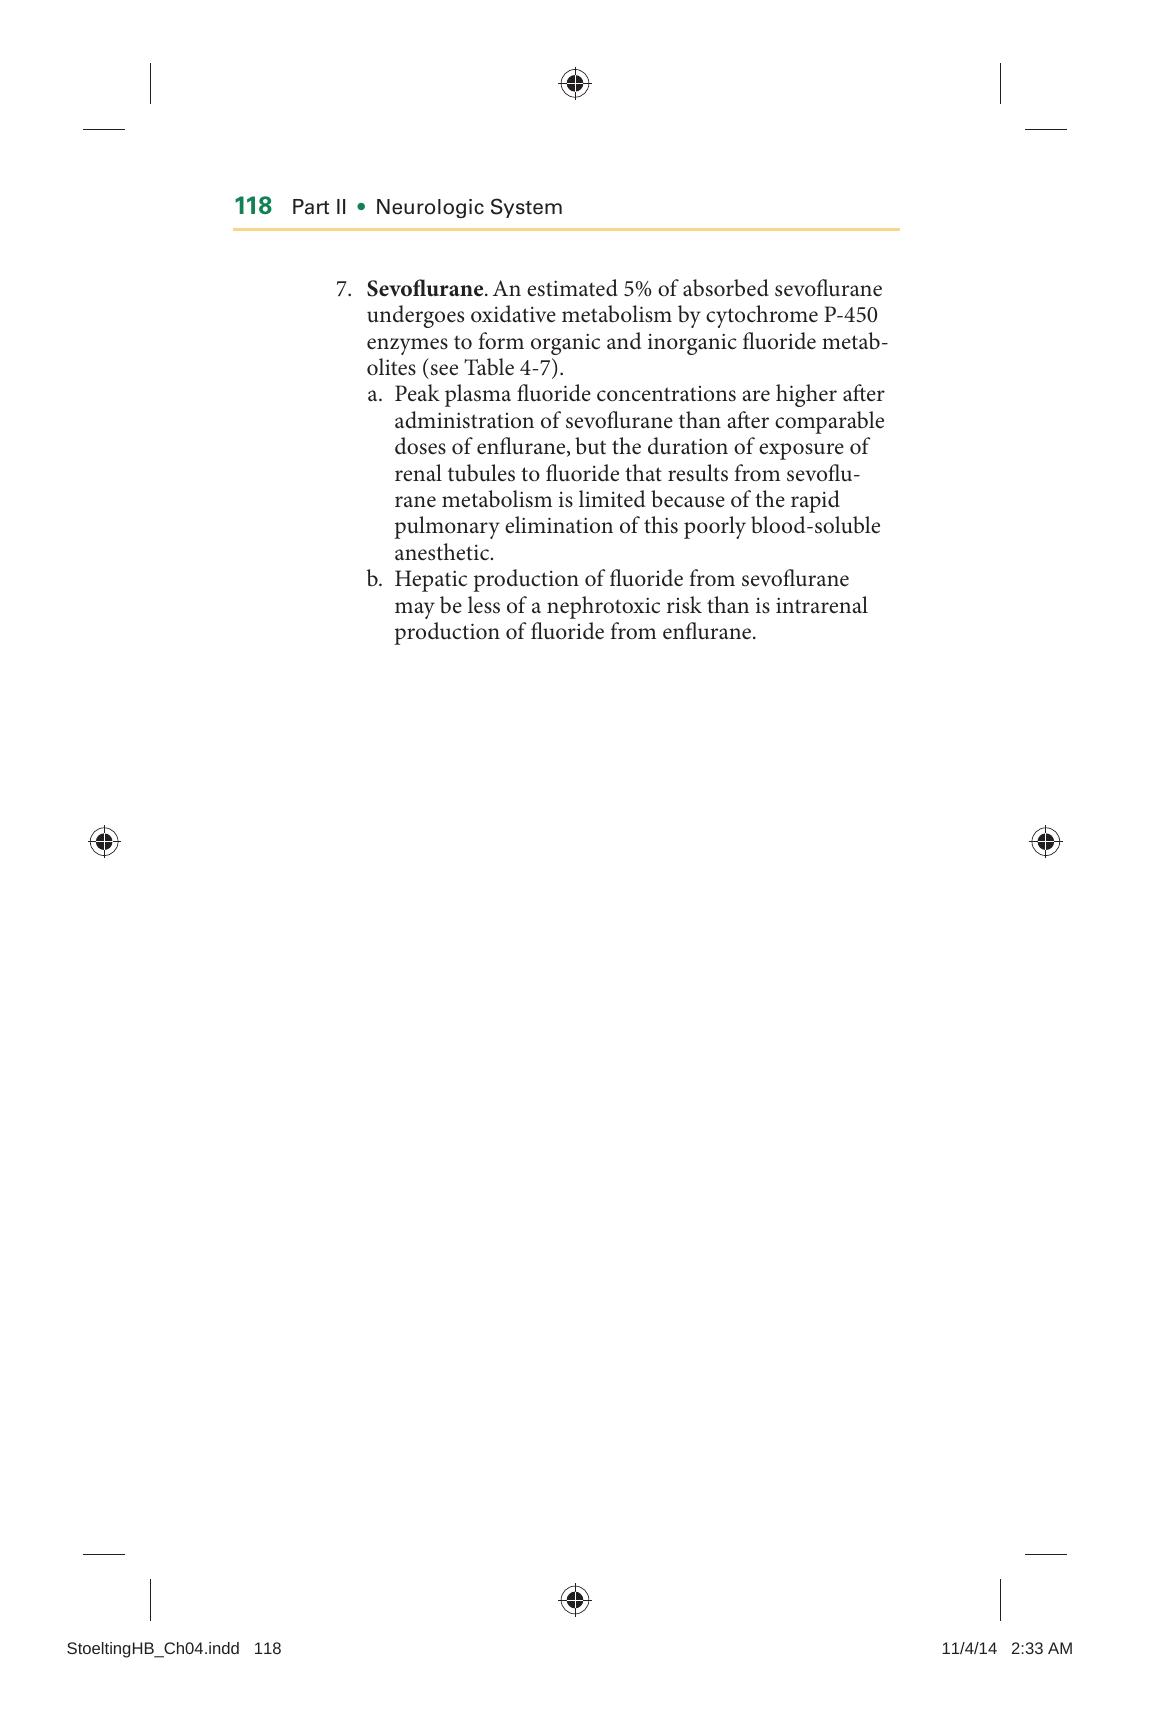 118 Part II • Neurologic System
7. Sevoflurane. An estimated 5% of absorbed sevoflurane
undergoes oxidative metabolism by cytochrome P-450
enzymes to form organic and inorganic fluoride metab-
olites (see Table 4-7).
a. Peak plasma fluoride concentrations are higher after
administration of sevoflurane than after comparable
doses of enflurane, but the duration of exposure of
renal tubules to fluoride that results from sevoflu-
rane metabolism is limited because of the rapid
pulmonary elimination of this poorly blood-soluble
anesthetic.
b. Hepatic production of fluoride from sevoflurane
may be less of a nephrotoxic risk than is intrarenal
production of fluoride from enflurane.
StoeltingHB_Ch04.indd 118 11/4/14 2:33 AM